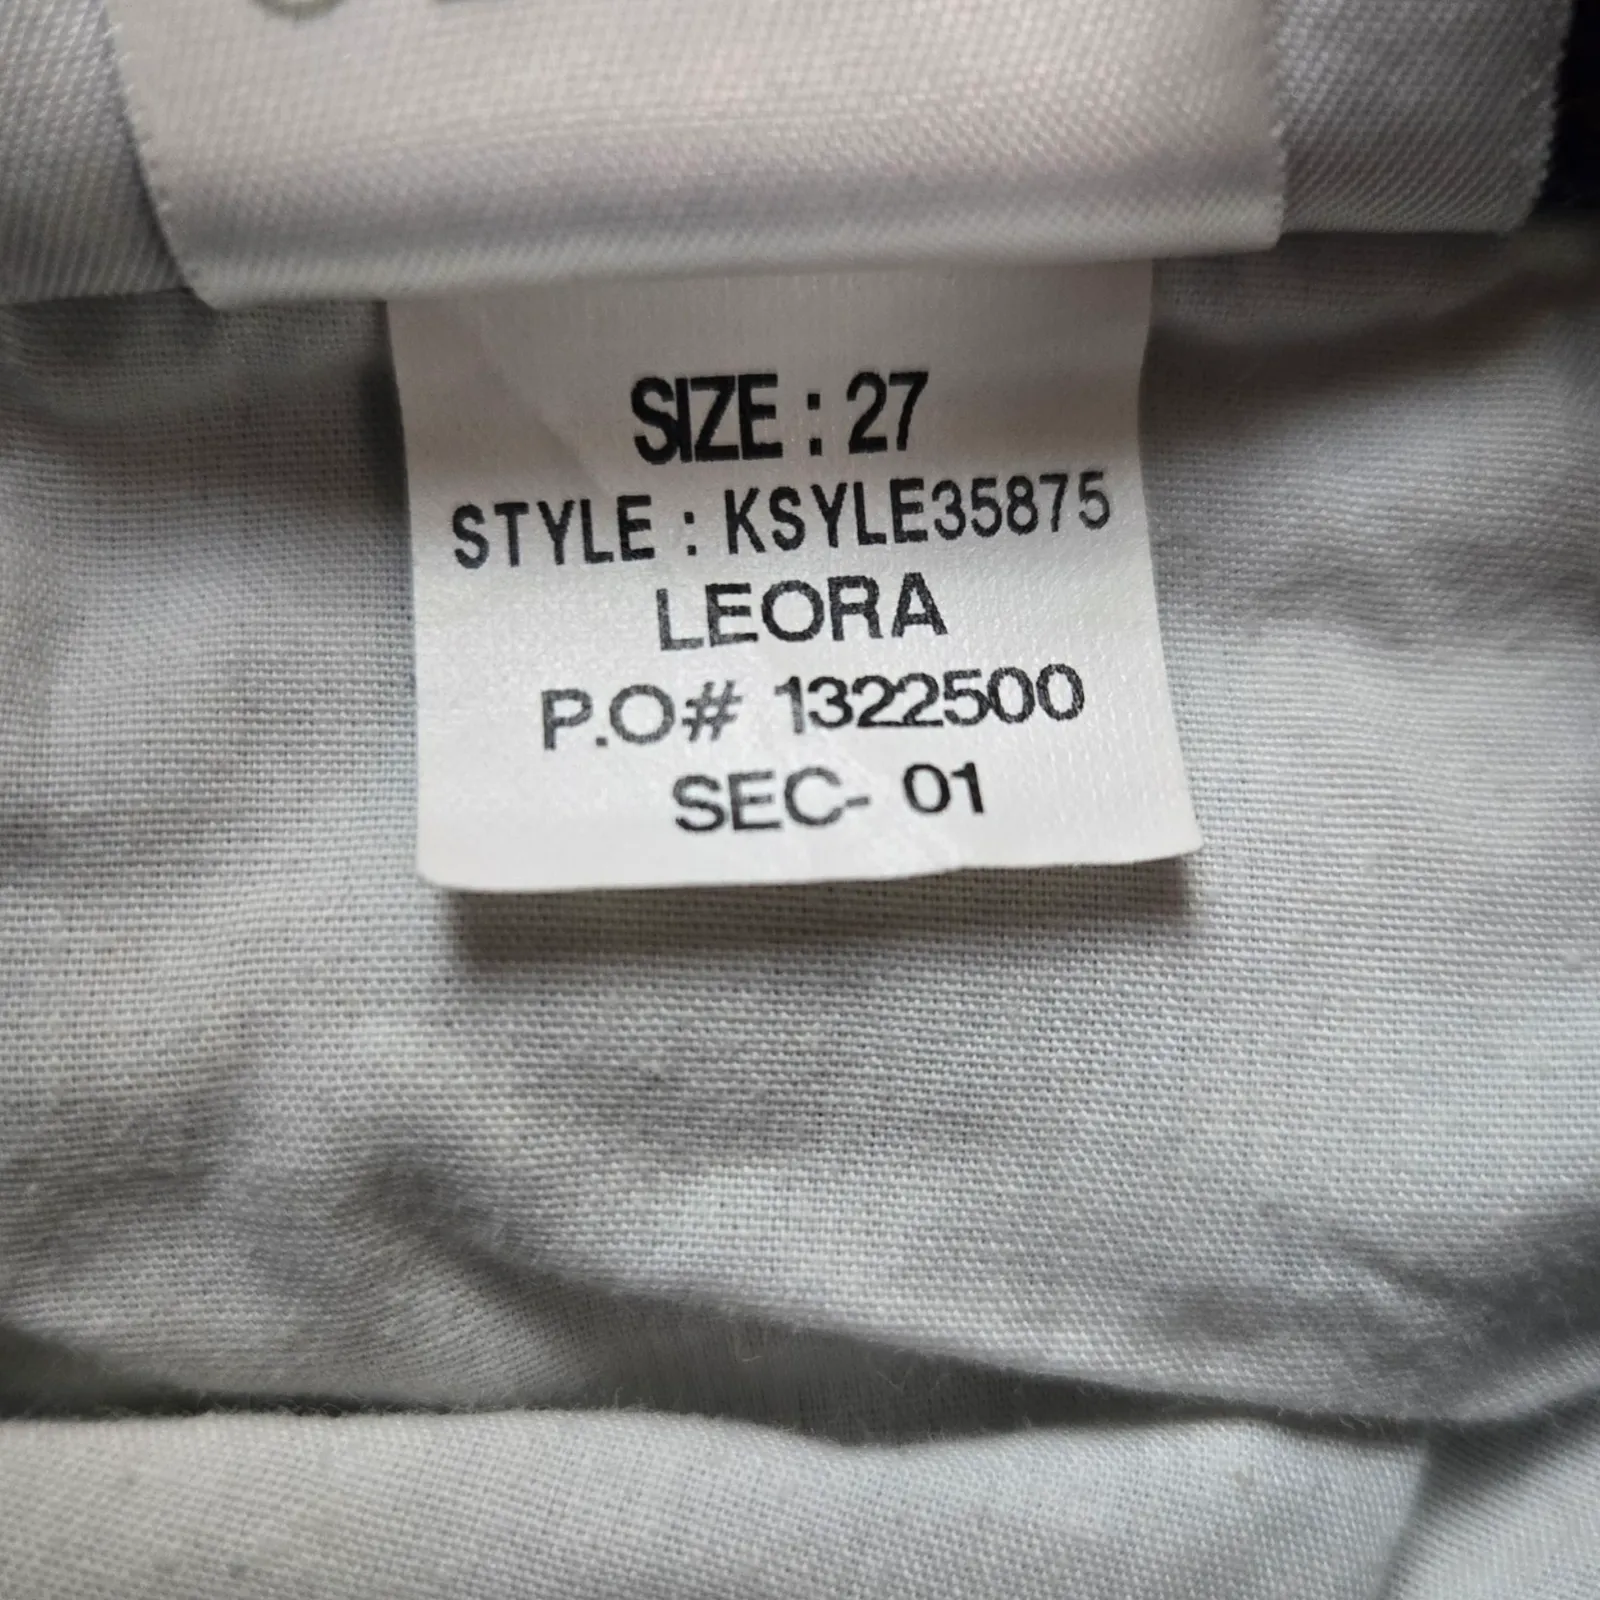 SIZE : 27
STYLE : KSYLE35875
LEORA
P.O# 1322500
SEC- 01